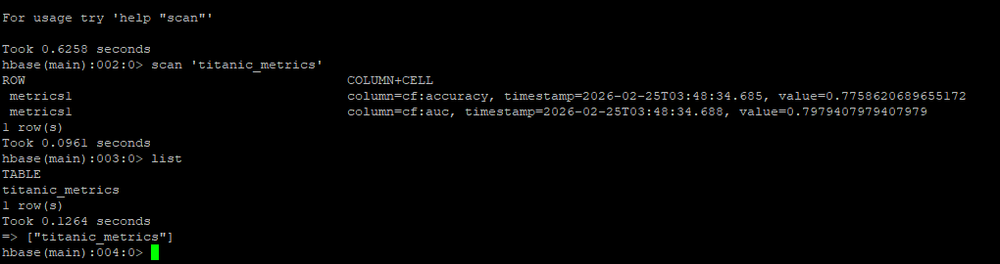 For usage try 'help "scan"'
Took 0.6258 seconds
hbase(main):002:0> scan 'titanic_metrics'
ROW COLUMN+CELL
metrics1 column=cf:accuracy, timestamp=2026-02-25T03:48:34.685, value=0.7758620689655172
metrics1 column=cf:auc, timestamp=2026-02-25T03:48:34.688, value=0.7979407979407979
1 row(s)
Took 0.0961 seconds
hbase(main):003:0> list
TABLE
titanic_metrics
1 row(s)
Took 0.1264 seconds
=> ["titanic_metrics"]
hbase(main):004:0>